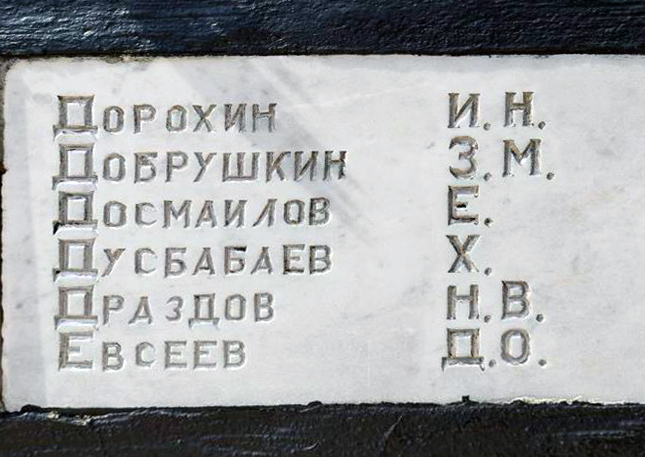 Дорохин И. Н.
Добрушкин З. М.
Досмаилов Е.
Дусбабаев Х.
Драздов Н. В.
Евсеев Д. О.